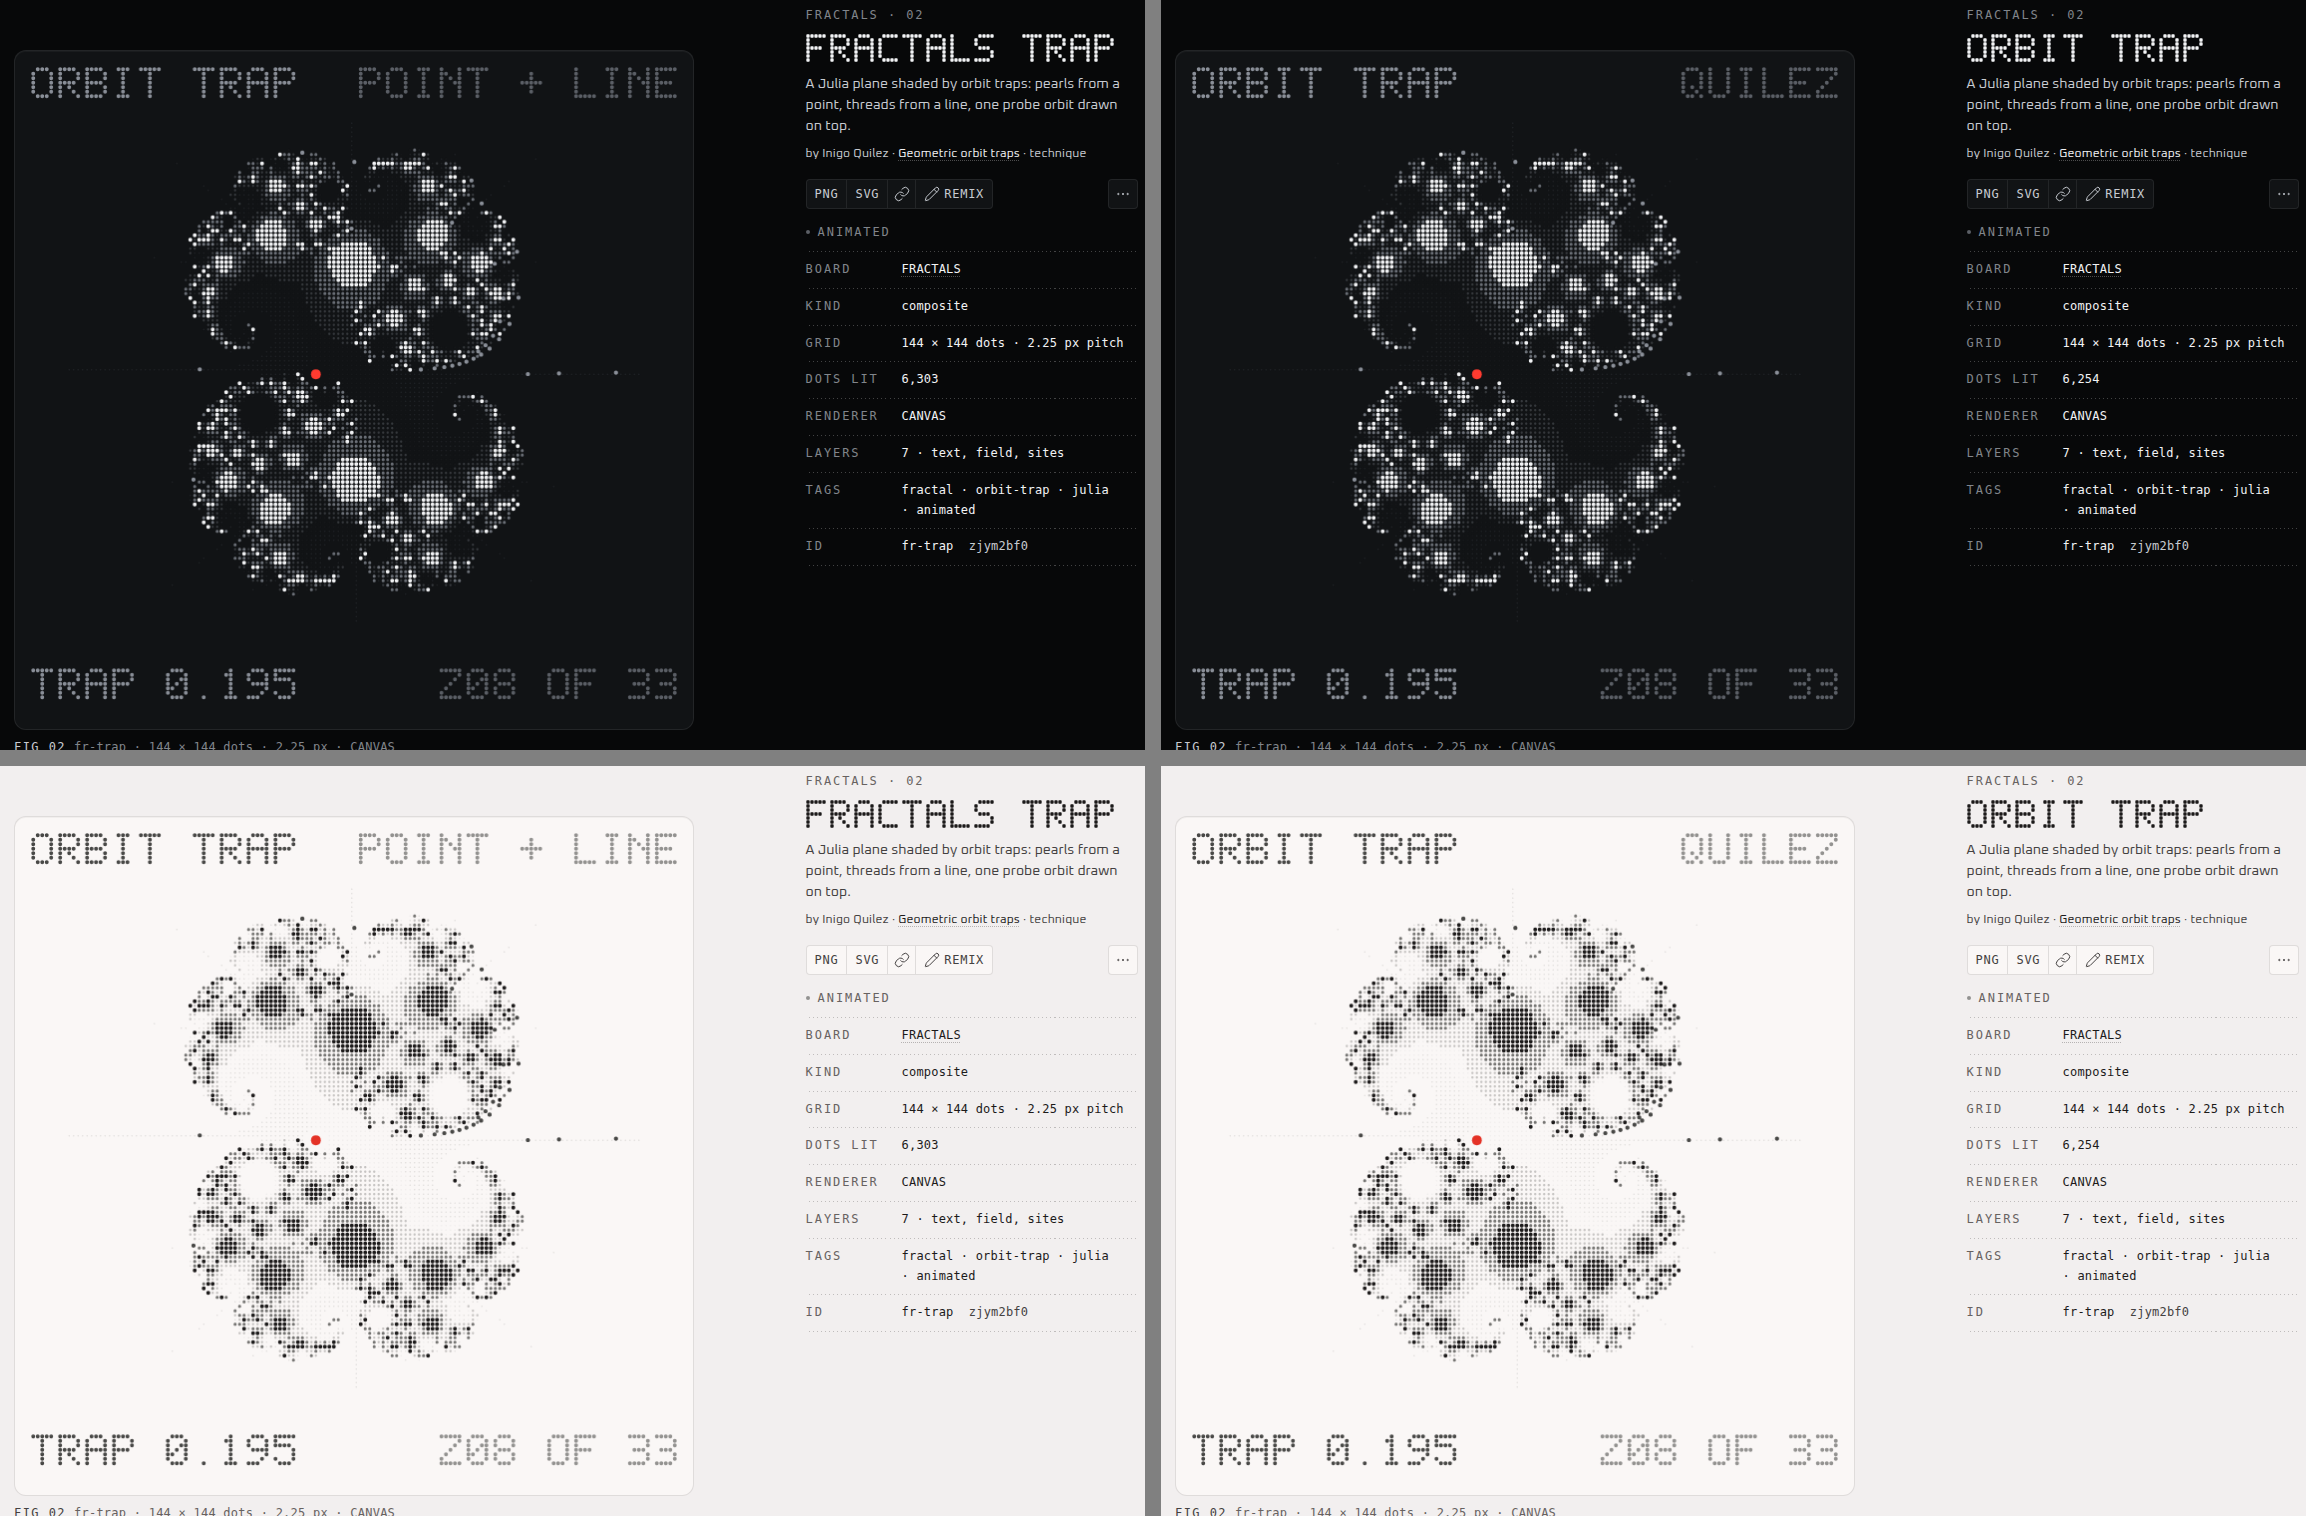 FRACTALS · 02
FRACTALS TRAP
A Julia plane shaded by orbit traps: pearls from a
point, threads from a line, one probe orbit drawn
on top.
by Inigo Quilez · Geometric orbit traps · technique
PNG SVG REMIX ···
• ANIMATED
BOARD FRACTALS
KIND composite
GRID 144 × 144 dots · 2.25 px pitch
DOTS LIT 6,303
RENDERER CANVAS
LAYERS 7 · text, field, sites
TAGS fractal · orbit-trap · julia
· animated
ID fr-trap zjym2bf0
ORBIT TRAP POINT + LINE
TRAP 0.195 Z08 OF 33
FIG 02 fr-trap · 144 × 144 dots · 2.25 px · CANVAS
FRACTALS · 02
ORBIT TRAP
A Julia plane shaded by orbit traps: pearls from a
point, threads from a line, one probe orbit drawn
on top.
by Inigo Quilez · Geometric orbit traps · technique
PNG SVG REMIX ···
• ANIMATED
BOARD FRACTALS
KIND composite
GRID 144 × 144 dots · 2.25 px pitch
DOTS LIT 6,254
RENDERER CANVAS
LAYERS 7 · text, field, sites
TAGS fractal · orbit-trap · julia
· animated
ID fr-trap zjym2bf0
ORBIT TRAP QUILEZ
TRAP 0.195 Z08 OF 33
FIG 02 fr-trap · 144 × 144 dots · 2.25 px · CANVAS
FRACTALS · 02
FRACTALS TRAP
A Julia plane shaded by orbit traps: pearls from a
point, threads from a line, one probe orbit drawn
on top.
by Inigo Quilez · Geometric orbit traps · technique
PNG SVG REMIX ···
• ANIMATED
BOARD FRACTALS
KIND composite
GRID 144 × 144 dots · 2.25 px pitch
DOTS LIT 6,303
RENDERER CANVAS
LAYERS 7 · text, field, sites
TAGS fractal · orbit-trap · julia
· animated
ID fr-trap zjym2bf0
ORBIT TRAP POINT + LINE
TRAP 0.195 Z08 OF 33
FIG 02 fr-trap · 144 × 144 dots · 2.25 px · CANVAS
FRACTALS · 02
ORBIT TRAP
A Julia plane shaded by orbit traps: pearls from a
point, threads from a line, one probe orbit drawn
on top.
by Inigo Quilez · Geometric orbit traps · technique
PNG SVG REMIX ···
• ANIMATED
BOARD FRACTALS
KIND composite
GRID 144 × 144 dots · 2.25 px pitch
DOTS LIT 6,254
RENDERER CANVAS
LAYERS 7 · text, field, sites
TAGS fractal · orbit-trap · julia
· animated
ID fr-trap zjym2bf0
ORBIT TRAP QUILEZ
TRAP 0.195 Z08 OF 33
FIG 02 fr-trap · 144 × 144 dots · 2.25 px · CANVAS